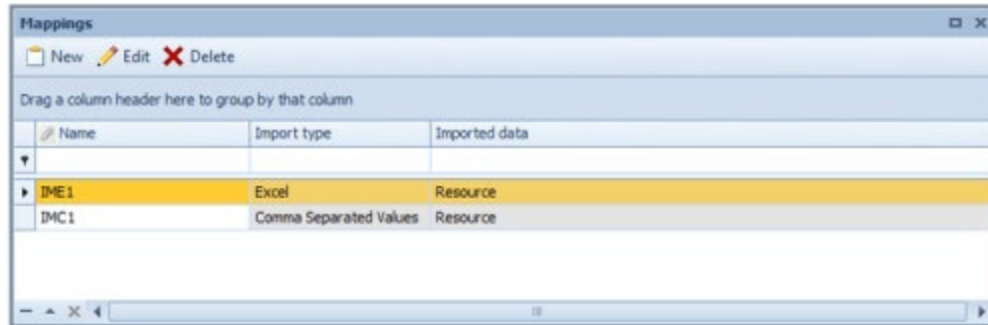 Mappings
New Edit Delete
Drag a column header here to group by that column
Name Import type Imported data
IME1 Excel Resource
IMC1 Comma Separated Values Resource